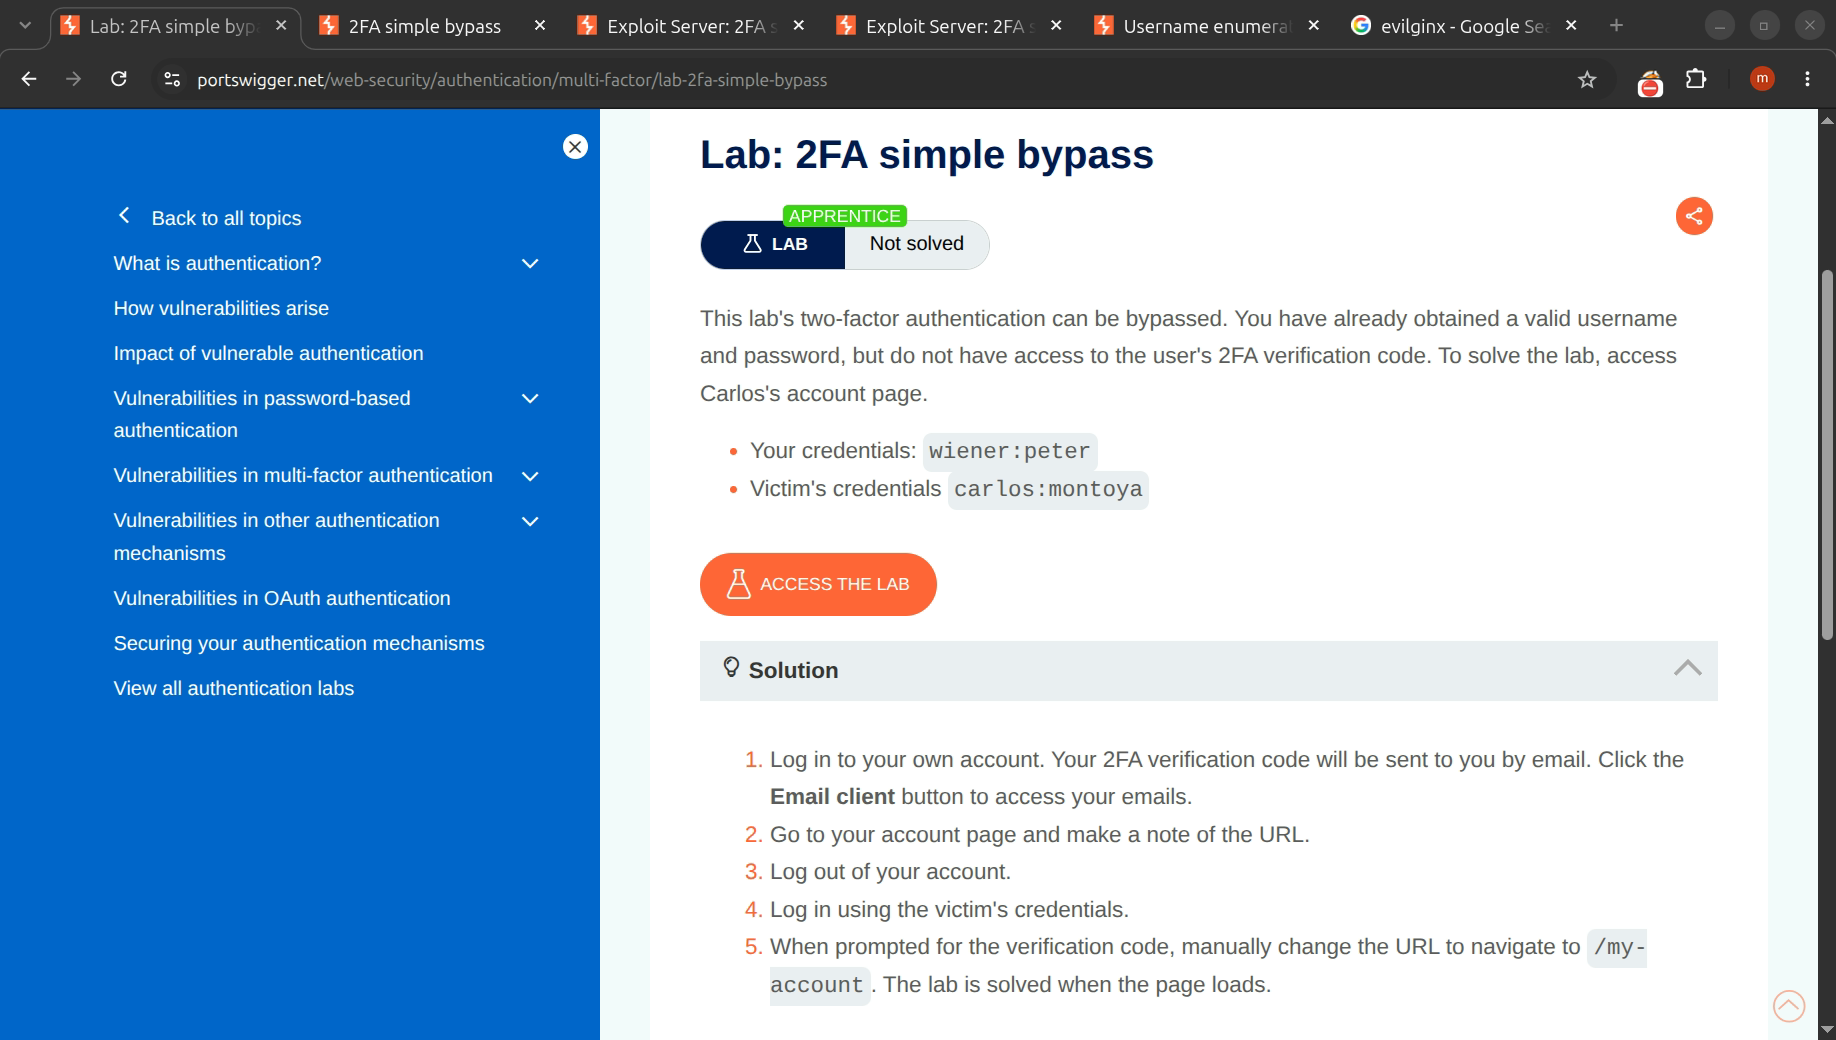 Lab: 2FA simple byp
2FA simple bypass
Exploit Server: 2FA s
Exploit Server: 2FA s
Username enumerat
evilginx - Google Se
portswigger.net/web-security/authentication/multi-factor/lab-2fa-simple-bypass
m
Back to all topics
What is authentication?
How vulnerabilities arise
Impact of vulnerable authentication
Vulnerabilities in password-based
authentication
Vulnerabilities in multi-factor authentication
Vulnerabilities in other authentication
mechanisms
Vulnerabilities in OAuth authentication
Securing your authentication mechanisms
View all authentication labs
Lab: 2FA simple bypass
APPRENTICE
LAB
Not solved
This lab's two-factor authentication can be bypassed. You have already obtained a valid username
and password, but do not have access to the user's 2FA verification code. To solve the lab, access
Carlos's account page.
Your credentials: wiener:peter
Victim's credentials carlos:montoya
ACCESS THE LAB
Solution
1. Log in to your own account. Your 2FA verification code will be sent to you by email. Click the
Email client button to access your emails.
2. Go to your account page and make a note of the URL.
3. Log out of your account.
4. Log in using the victim's credentials.
5. When prompted for the verification code, manually change the URL to navigate to /my-
account. The lab is solved when the page loads.